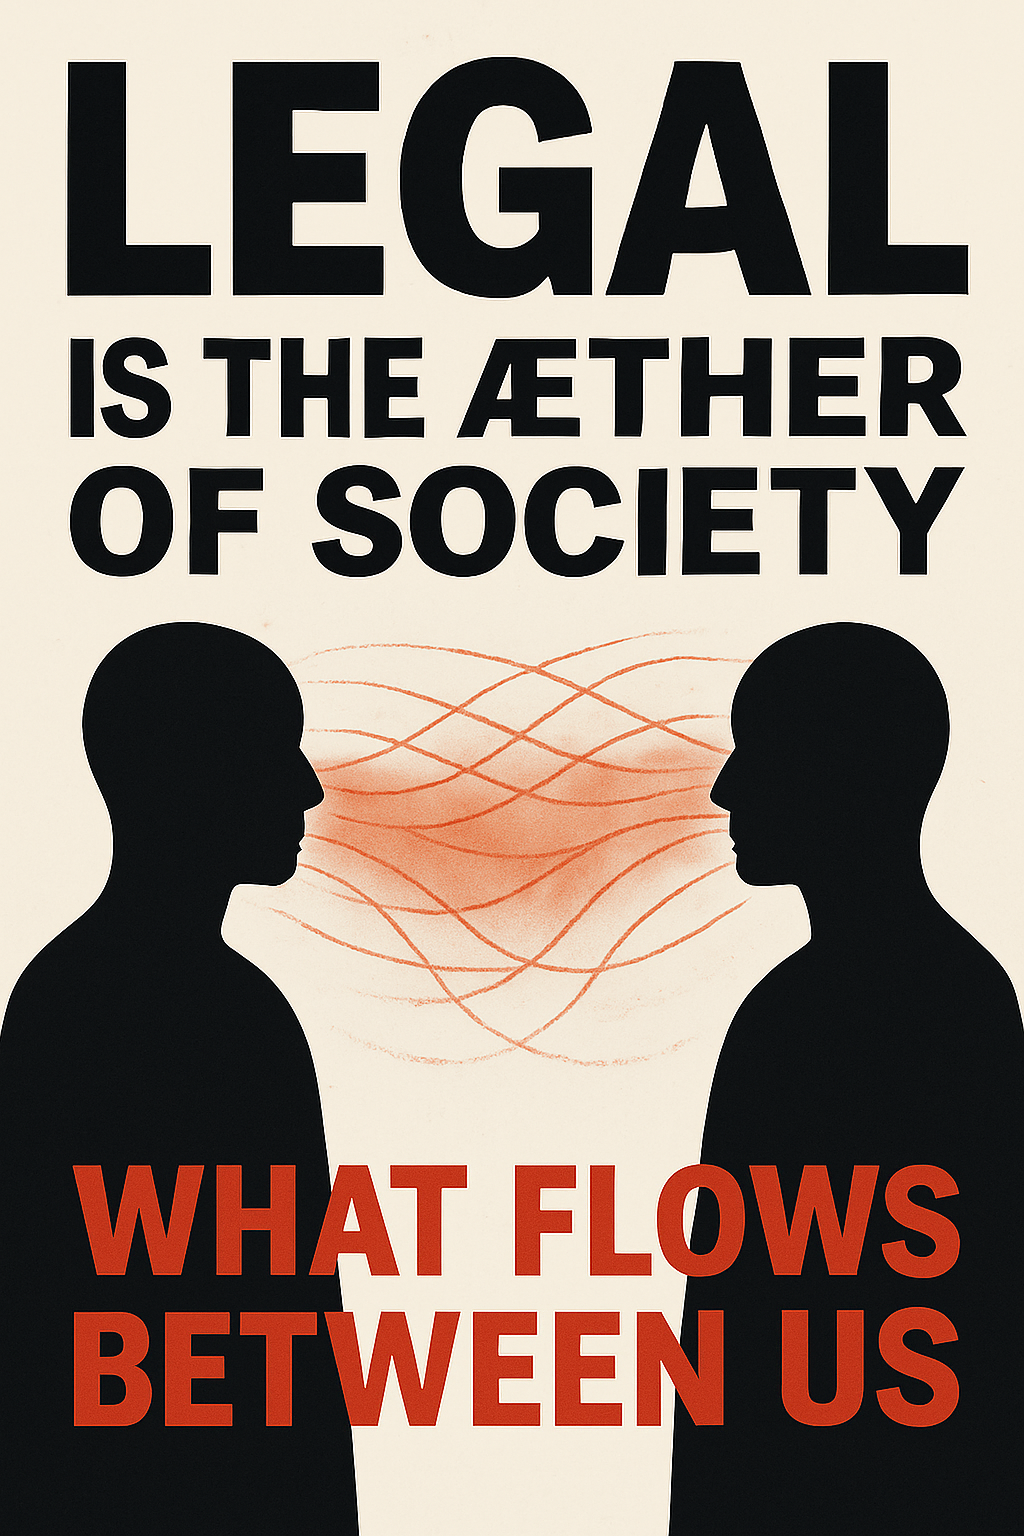 LEGAL
IS THE ÆTHER
OF SOCIETY
WHAT FLOWS
BETWEEN US